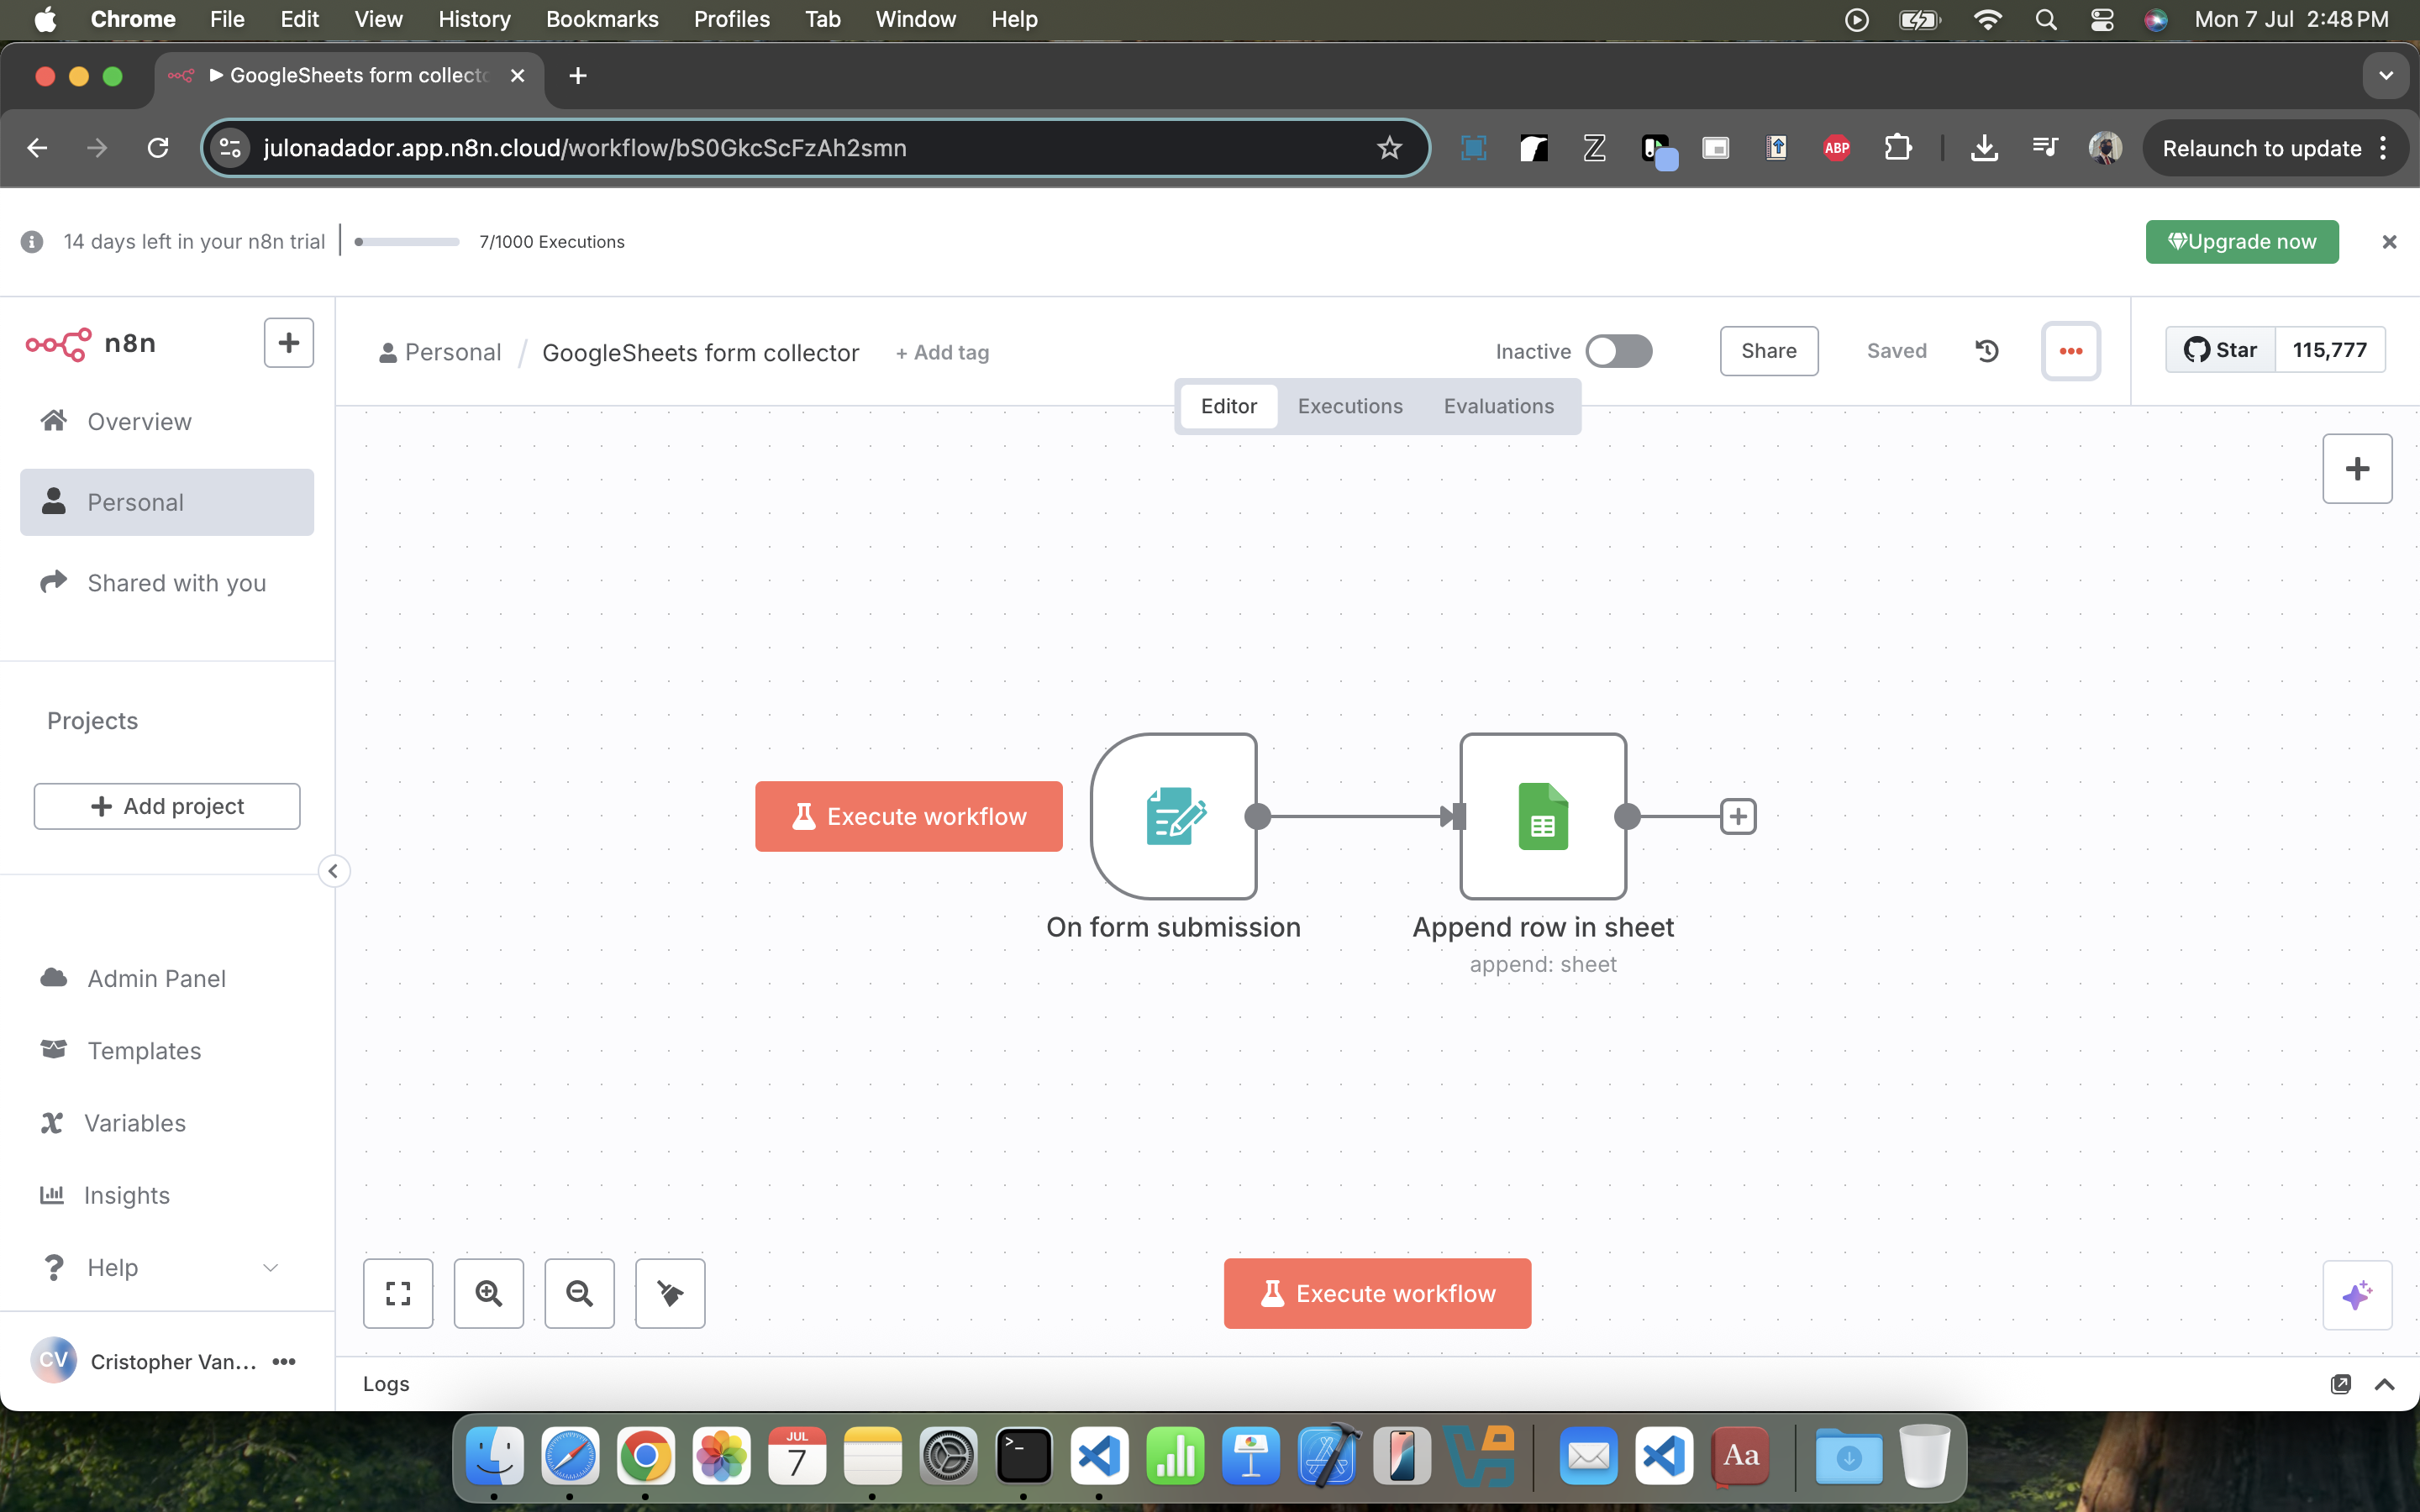 Chrome File Edit View History Bookmarks Profiles Tab Window Help Mon 7 Jul 2:48 PM
GoogleSheets form collecto
julonadador.app.n8n.cloud/workflow/bS0GkcScFzAh2smn ABP Relaunch to update
14 days left in your n8n trial 7/1000 Executions Upgrade now
n8n
Personal / GoogleSheets form collector + Add tag Inactive Share Saved Star 115,777
Editor Executions Evaluations
Overview
Personal
Shared with you
Projects
Add project
Execute workflow
On form submission
Append row in sheet
append: sheet
Admin Panel
Templates
Variables
Insights
Help
Execute workflow
CV Cristopher Van...
Logs
JUL
7
Aa